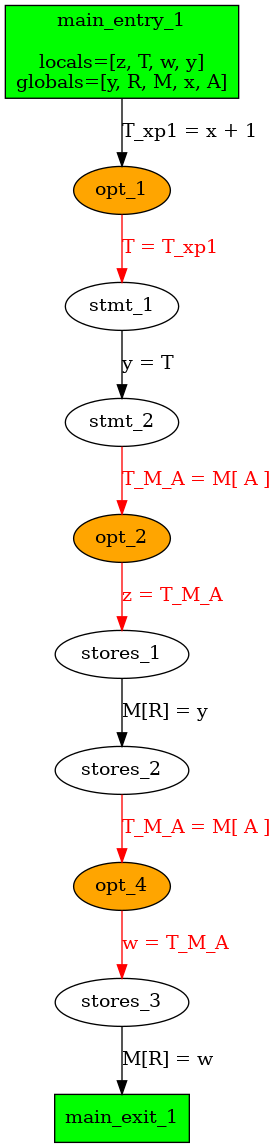 main_entry_1
locals=[z, T, w, y]
globals=[y, R, M, x, A]
T_xp1 = x + 1
opt_1
T = T_xp1
stmt_1
y = T
stmt_2
T_M_A = M[ A ]
opt_2
z = T_M_A
stores_1
M[R] = y
stores_2
T_M_A = M[ A ]
opt_4
w = T_M_A
stores_3
M[R] = w
main_exit_1